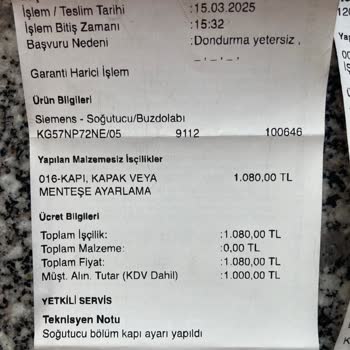 İşlem / Teslim Tarihi :15.03.2025
İşlem Bitiş Zamanı :15:32
Başvuru Nedeni :Dondurma yetersiz ,
_ , _ , _
Garanti Harici İşlem
Ürün Bilgileri
Siemens - Soğutucu/Buzdolabı
KG57NP72NE/05 9112 100646
Yapılan Malzemesiz İşçilikler
016-KAPI, KAPAK VEYA 1.080,00 TL
MENTEŞE AYARLAMA
Ücret Bilgileri
Toplam İşçilik: :1.080,00 TL
Toplam Malzeme: :0,00 TL
Toplam Fiyat: :1.080,00 TL
Müşt. Alın. Tutar (KDV Dahil) :1.000,00 TL
YETKİLİ SERVİS
Teknisyen Notu
Soğutucu bölüm kapı ayarı yapıldı